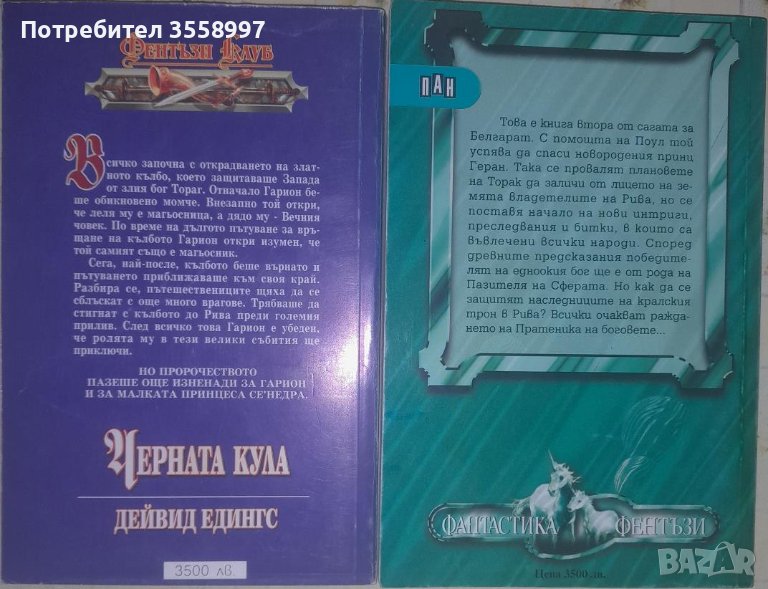 Потребител 3558997
Фентъзи Клуб
Всичко започна с открадването на злат-
ното кълбо, което защитаваше Запада
от злия бог Тораг. Отначало Гарион бе-
ше обикновено момче. Внезапно той откри,
че леля му е магьосница, а дядо му - Вечния
човек. По време на дългото пътуване за връ-
щане на кълбото Гарион откри изумен, че
той самият също е магьосник.
Сега, най-после, кълбото беше върнато и
пътуването приближаваше към своя край.
Разбира се, пътешествениците щяха да се
сблъскат с още много врагове. Трябваше да
стигнат с кълбото до Рива преди големия
прилив. След всичко това Гарион е убеден,
че ролята му в тези велики събития ще
приключи.
НО ПРОРОЧЕСТВОТО
ПАЗЕШЕ ОЩЕ ИЗНЕНАДИ ЗА ГАРИОН
И ЗА МАЛКАТА ПРИНЦЕСА СЕ'НЕДРА.
ЧЕРНАТА КУЛА
ДЕЙВИД ЕДИНГС
3500 лв.
ПАН
Това е книга втора от сагата за
Белгарат. С помощта на Поул той
успява да спаси новородения принц
Геран. Така се провалят плановете
на Торак да заличи от лицето на зе-
мята владетелите на Рива, но се
поставя начало на нови интриги,
преследвания и битки, в които са
въвлечени всички народи. Според
древните предсказания победите-
лят на едноокия бог ще е от рода на
Пазителя на Сферата. Но как да се
защитят наследниците на кралския
трон в Рива? Всички очакват ражда-
нето на Пратеника на боговете...
ФАНТАСТИКА ФЕНТЪЗИ
Цена 3500 лв.
BAZAR